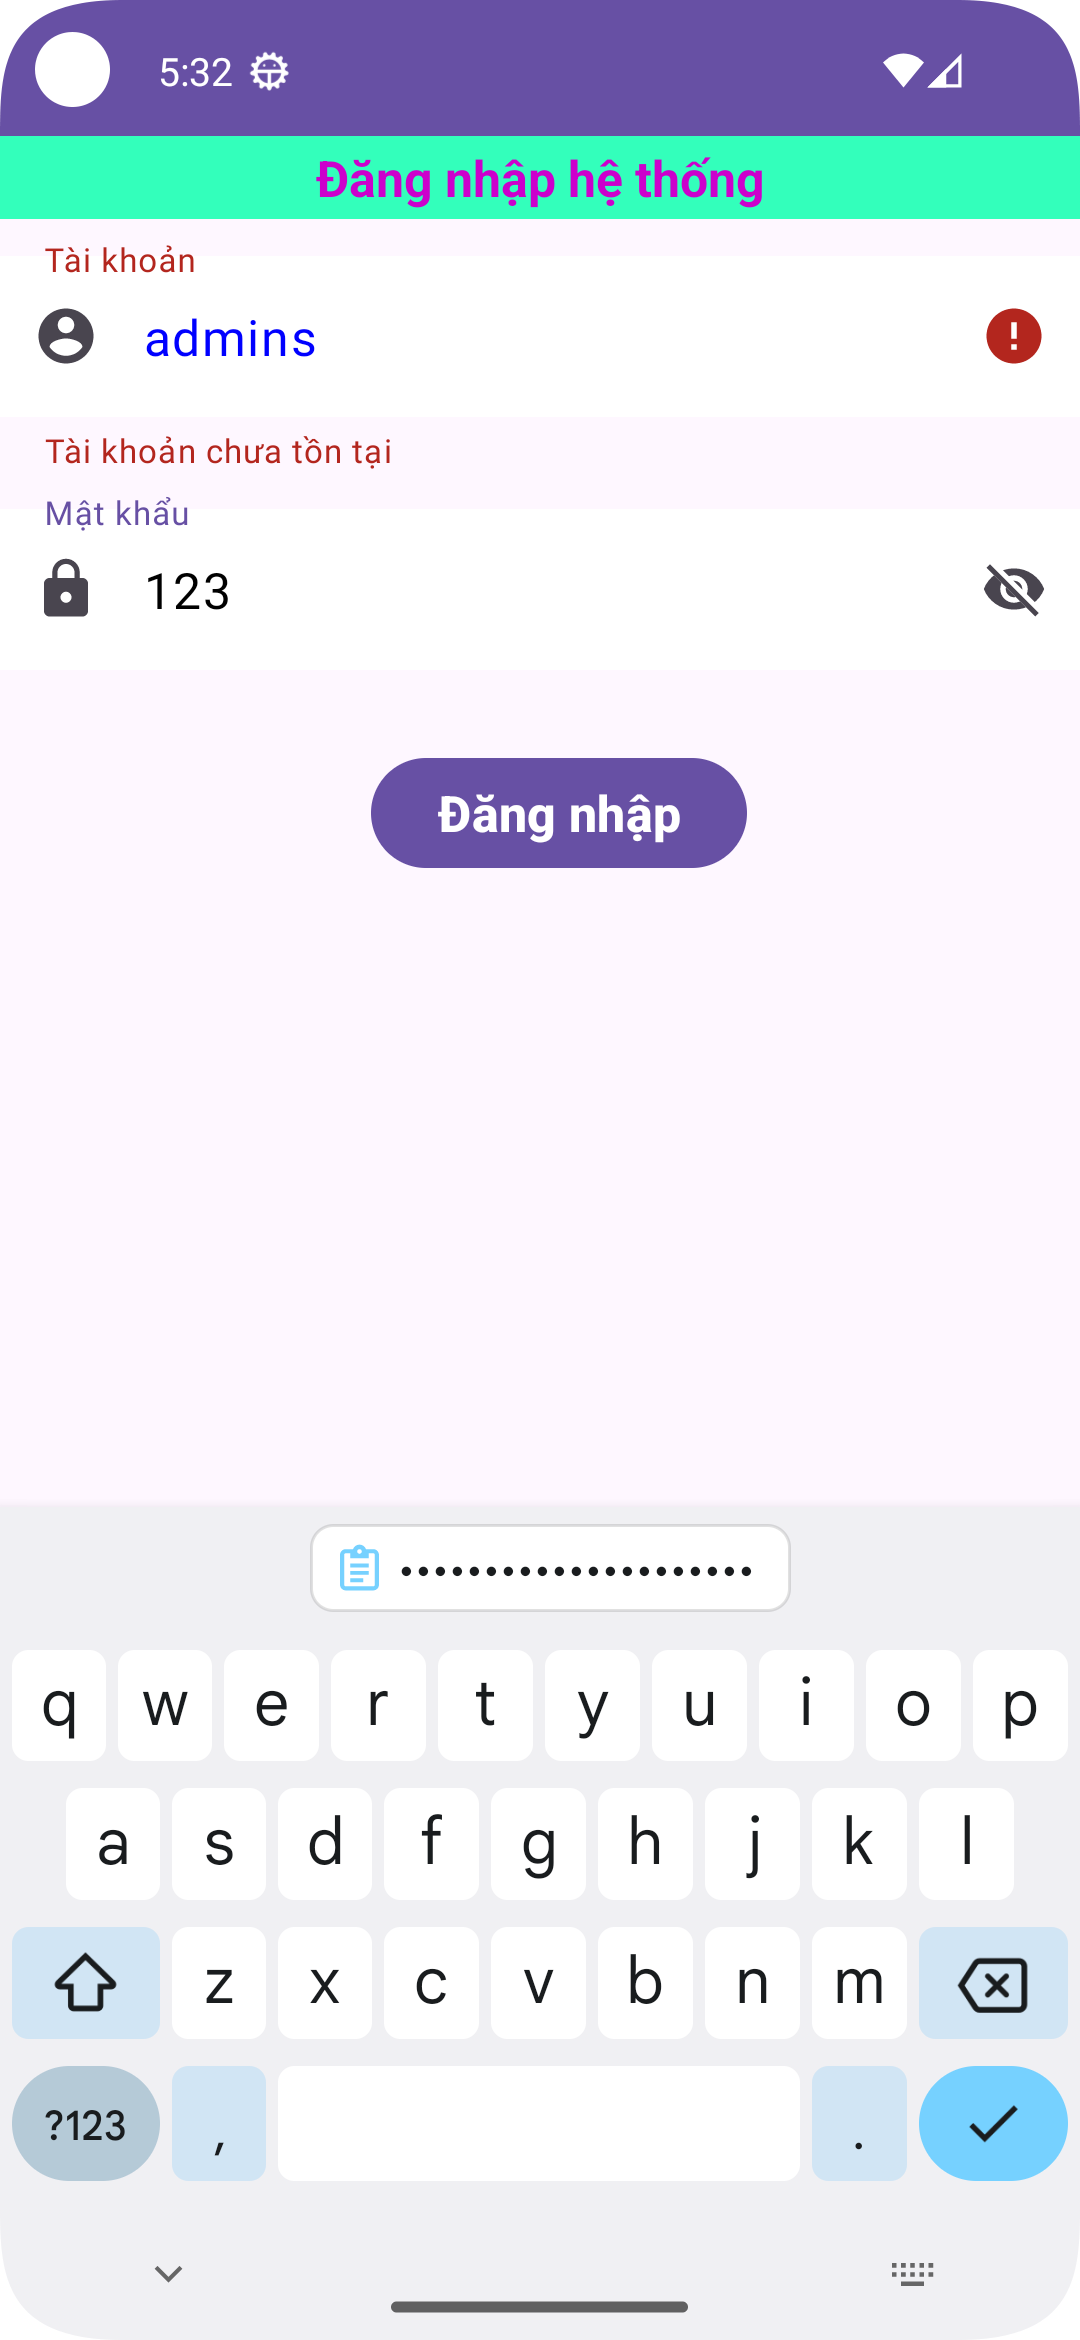 5:32
Đăng nhập hệ thống
Tài khoản
admins
Tài khoản chưa tồn tại
Mật khẩu
123
Đăng nhập
••••••••••••••••••••••
q w e r t y u i o p
a s d f g h j k l
z x c v b n m
?123 , .